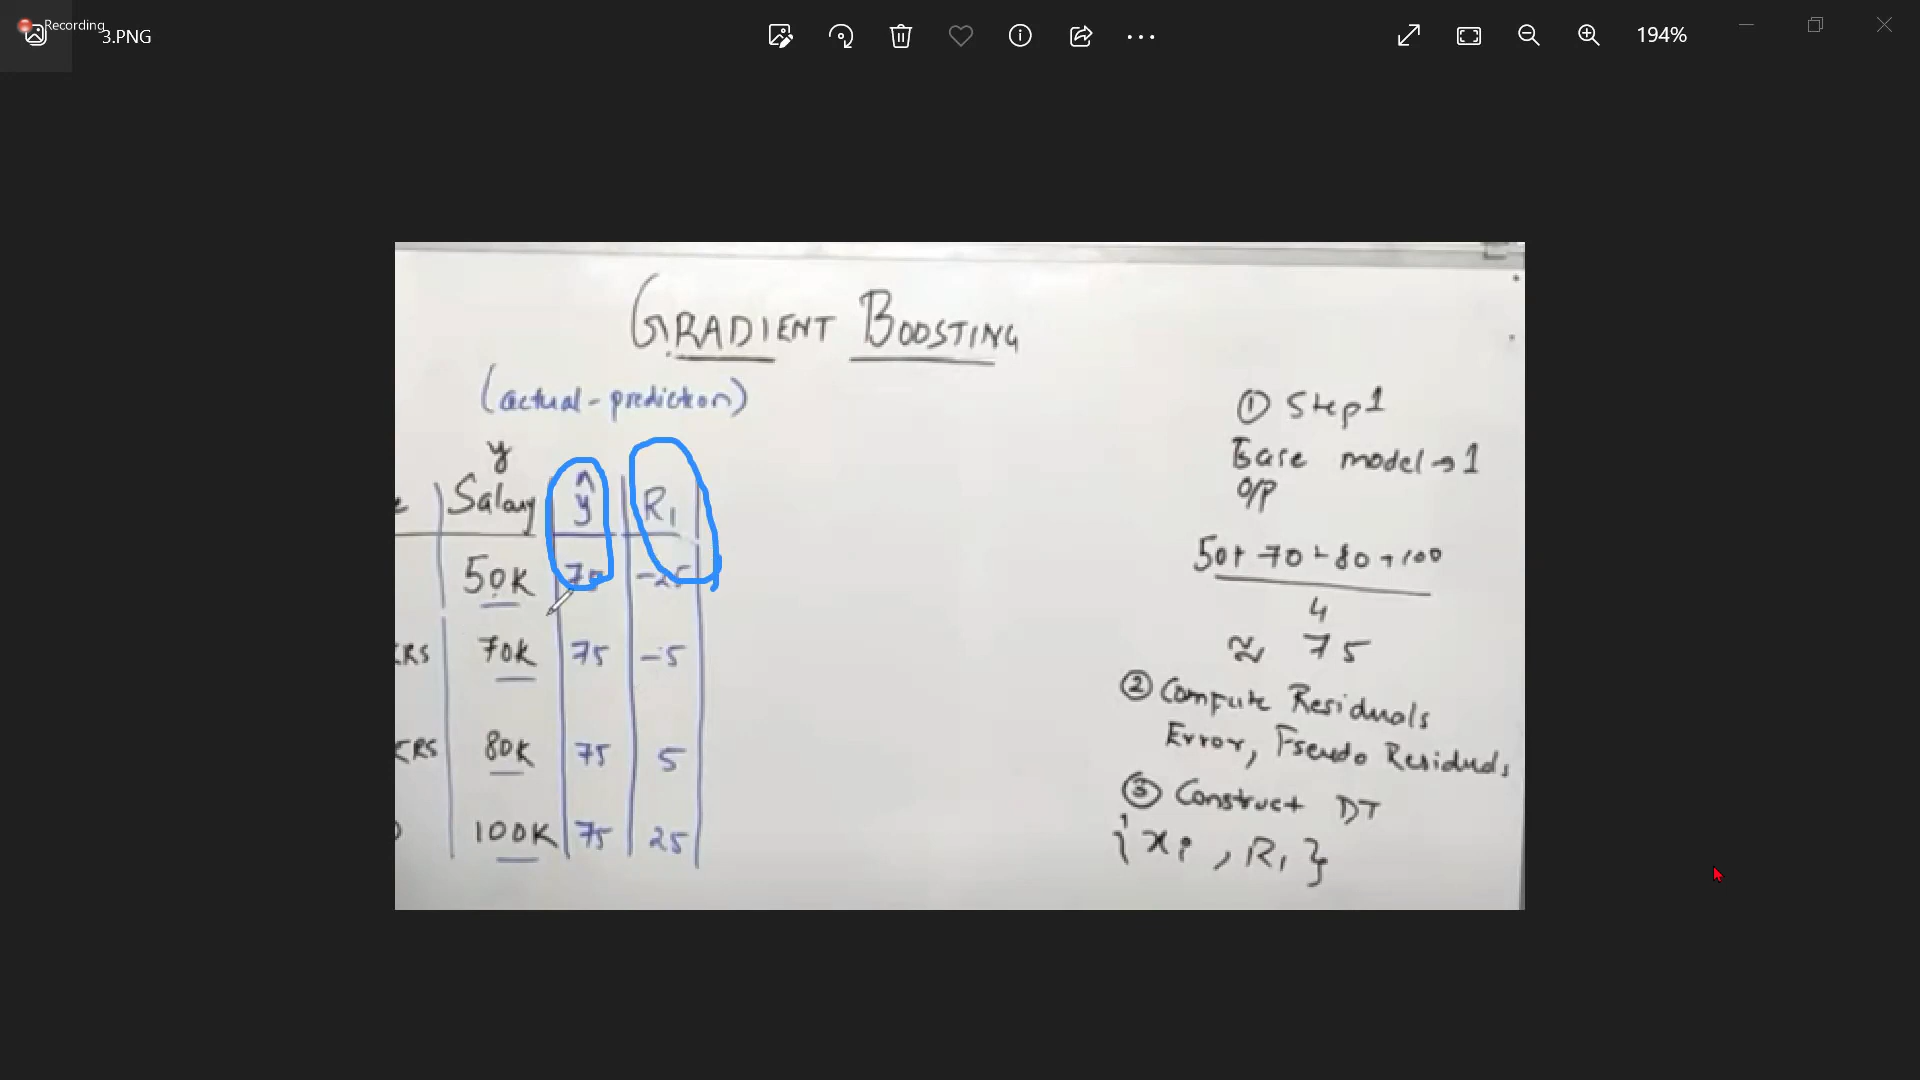 Recording
3.PNG
194%
GRADIENT BOOSTING
(actual-prediction)
y
Salary ŷ R1
50K -25
RS 70K 75 -5
RS 80K 75 5
100K 75 25
① Step1
Base model→1
O/P
50+70+80+100
4
≈ 75
② Compute Residuals
Error, Pseudo Residuals
③ Construct DT
{xi, R1}